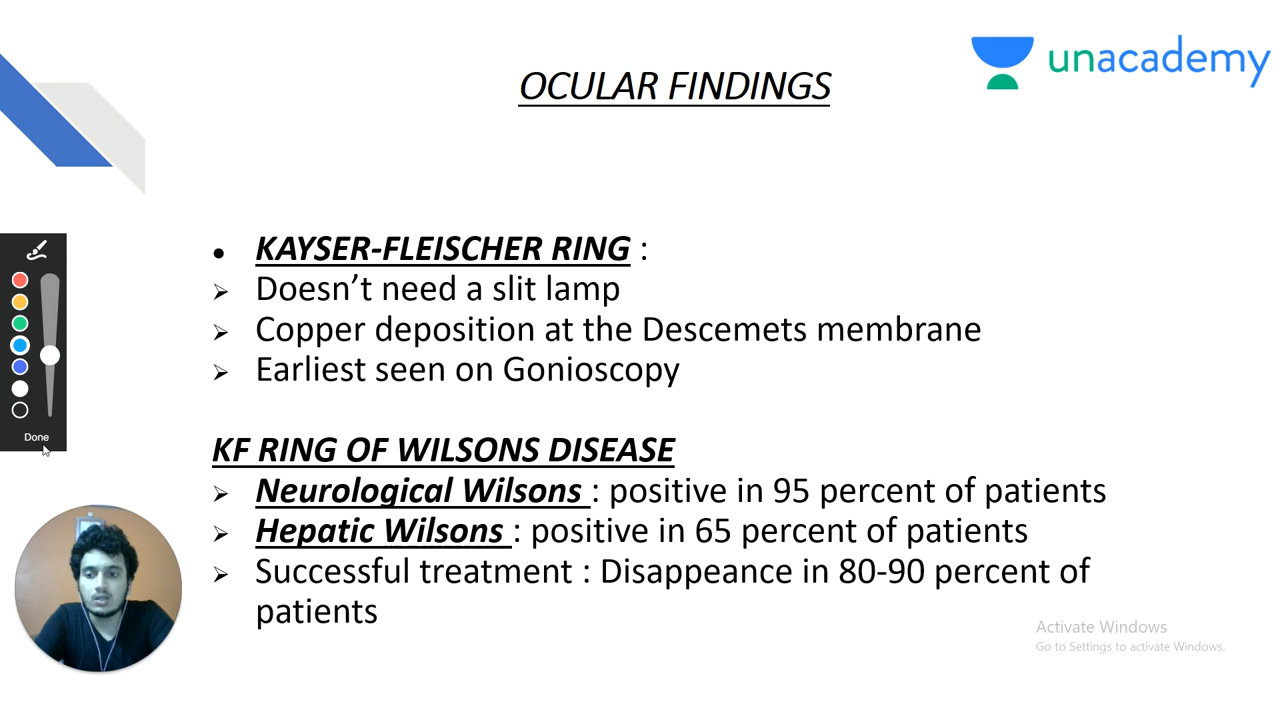 unacademy
OCULAR FINDINGS
• KAYSER-FLEISCHER RING :
➢ Doesn’t need a slit lamp
➢ Copper deposition at the Descemets membrane
➢ Earliest seen on Gonioscopy
KF RING OF WILSONS DISEASE
➢ Neurological Wilsons : positive in 95 percent of patients
➢ Hepatic Wilsons : positive in 65 percent of patients
➢ Successful treatment : Disappeance in 80-90 percent of
patients
Done
Activate Windows
Go to Settings to activate Windows.